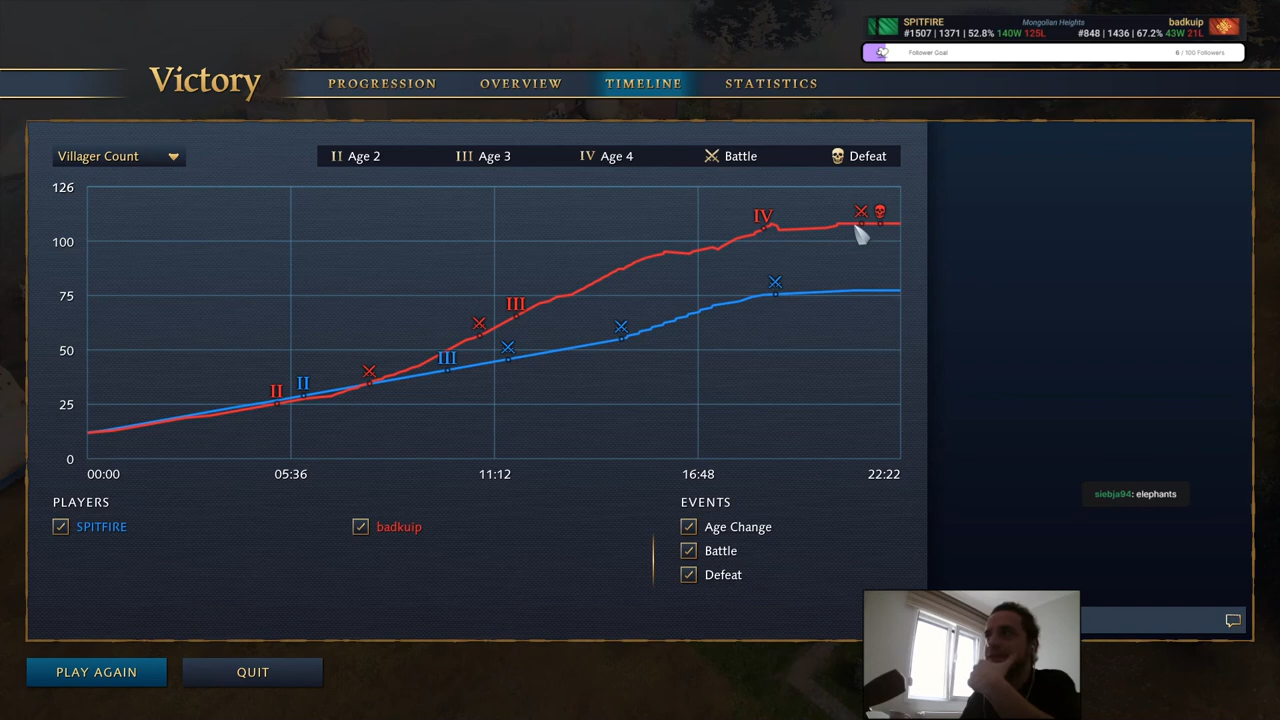 SPITFIRE Mongolian Heights badkuip
#1507 | 1371 | 52.8% 140W 125L #848 | 1436 | 67.2% 43W 21L
Follower Goal 6 / 100 Followers
Victory
PROGRESSION OVERVIEW TIMELINE STATISTICS
Villager Count
II Age 2 III Age 3 IV Age 4 Battle Defeat
126
100
75
50
25
0
IV
III
III
II II
00:00 05:36 11:12 16:48 22:22
PLAYERS
SPITFIRE badkuip
EVENTS
Age Change
Battle
Defeat
siebja94: elephants
PLAY AGAIN QUIT